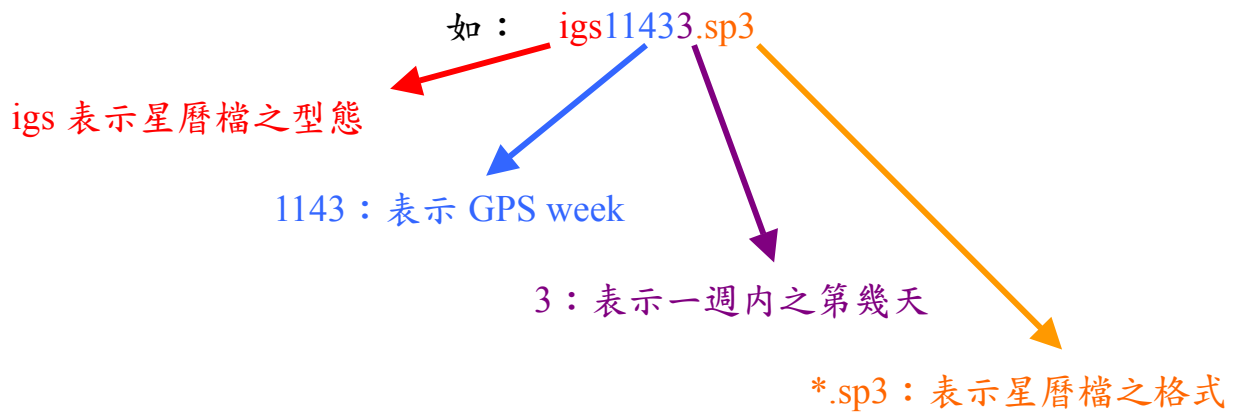 如： igs11433.sp3
igs 表示星曆檔之型態
1143：表示 GPS week
3：表示一週內之第幾天
*.sp3：表示星曆檔之格式